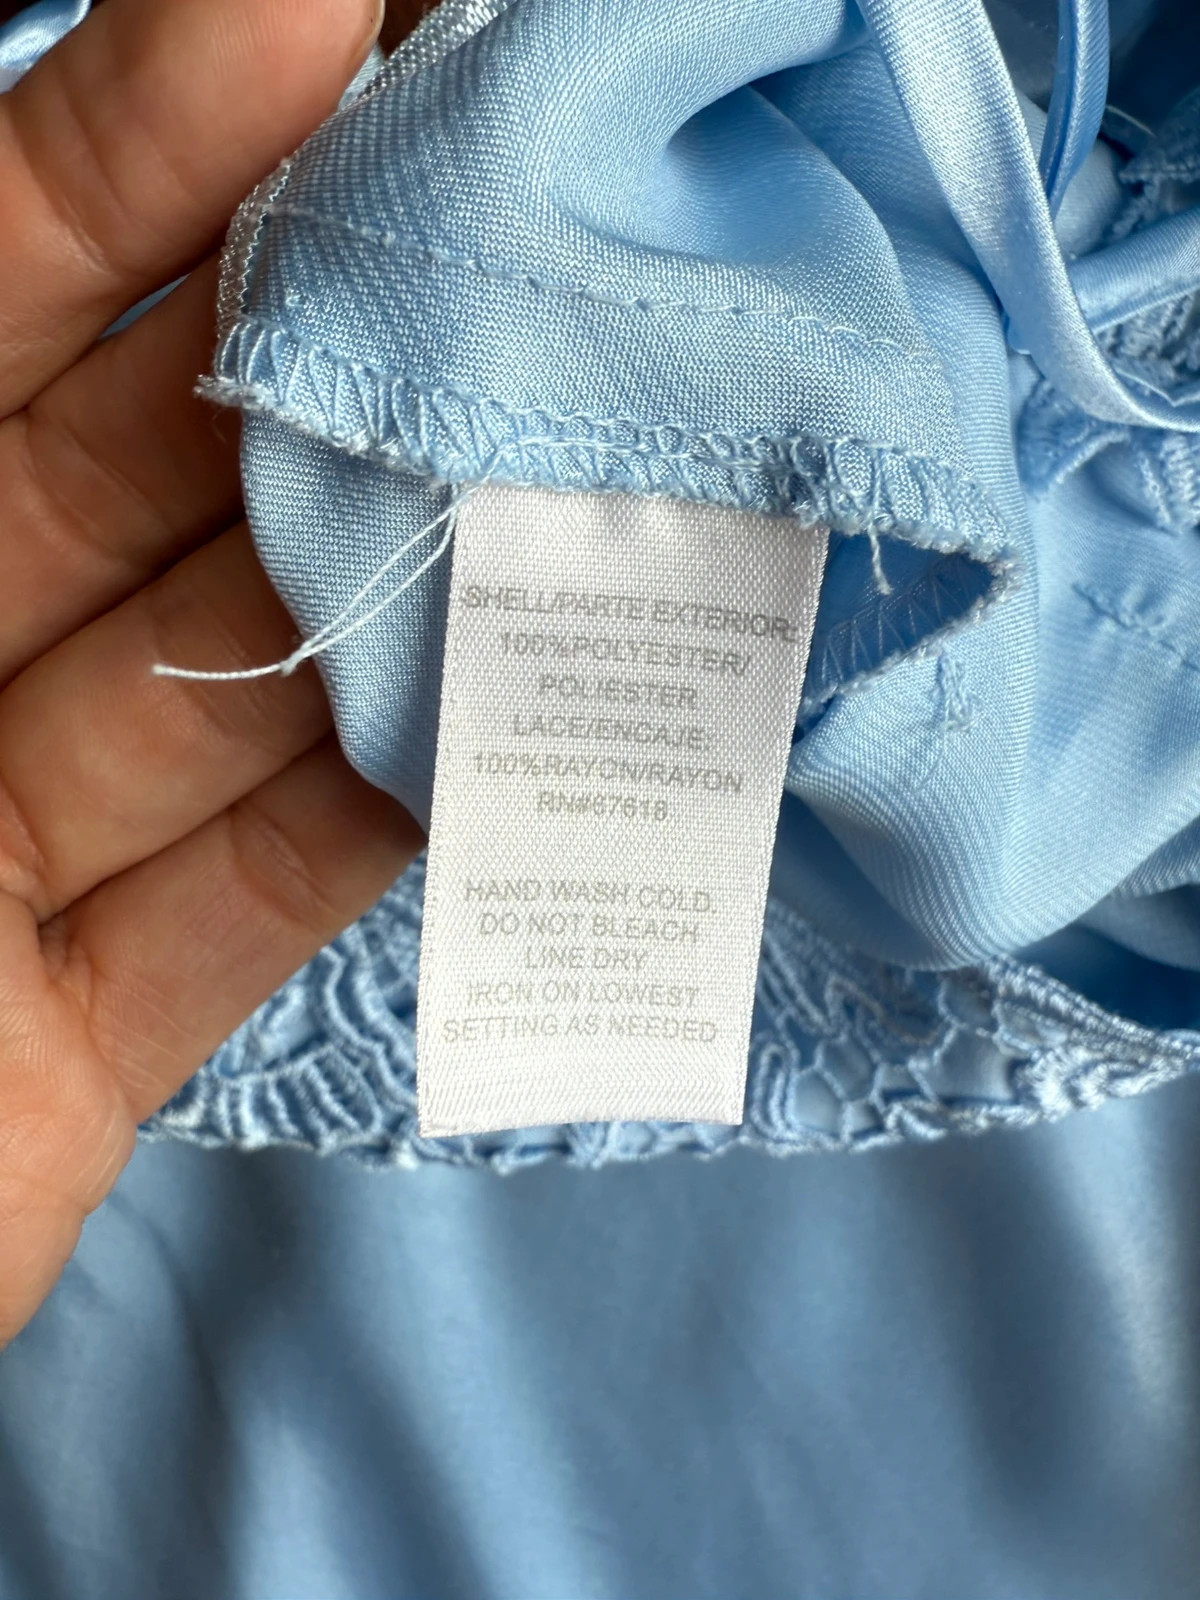 SHELL/PARTE EXTERIOR:
100%POLYESTER/
POLIESTER
LACE/ENCAJE:
100%RAYON/RAYON
RN#67618
HAND WASH COLD.
DO NOT BLEACH
LINE DRY
IRON ON LOWEST
SETTING AS NEEDED